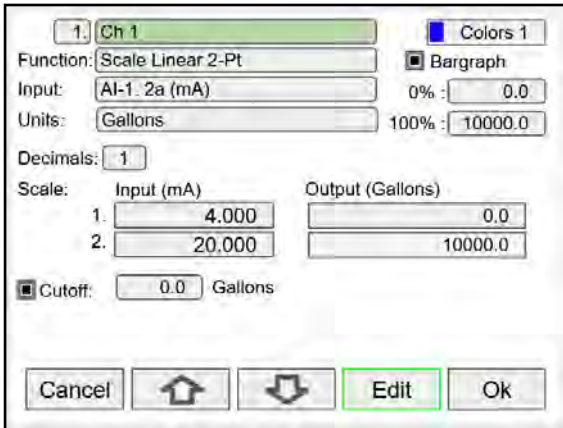 1. Ch 1 Colors 1
Function: Scale Linear 2-Pt Bargraph
Input: AI-1. 2a (mA) 0% : 0.0
Units: Gallons 100% : 10000.0
Decimals: 1
Scale: Input (mA) Output (Gallons)
1. 4.000 0.0
2. 20.000 10000.0
Cutoff: 0.0 Gallons
Cancel Edit Ok